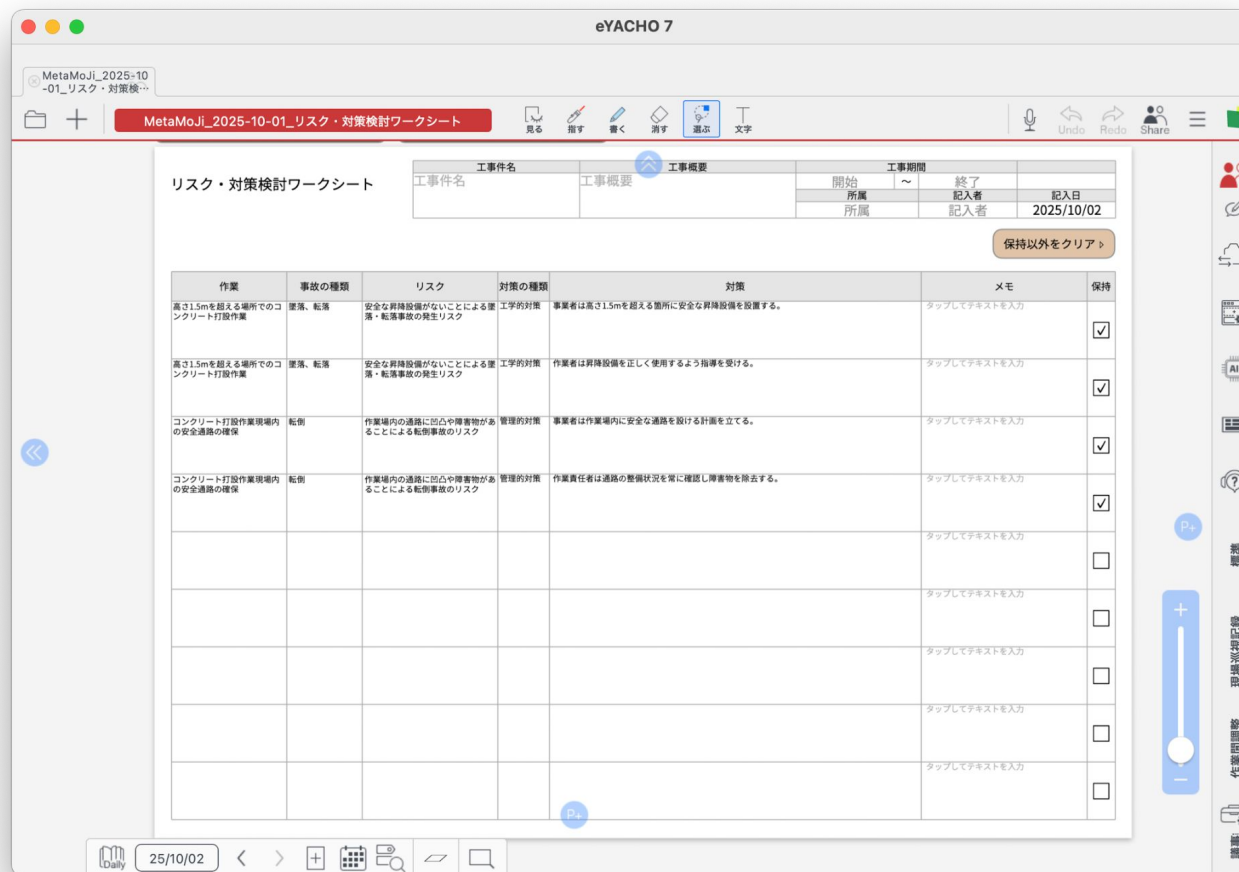 eYACHO 7
MetaMoJi_2025-10
-01_リスク・対策検…
MetaMoJi_2025-10-01_リスク・対策検討ワークシート
見る 指す 書く 消す 選ぶ 文字
Undo Redo Share
リスク・対策検討ワークシート
工事件名 工事概要 工事期間
工事件名 工事概要 開始 ～ 終了
所属 記入者 記入日
所属 記入者 2025/10/02
保持以外をクリア
作業 事故の種類 リスク 対策の種類 対策 メモ 保持
高さ1.5mを超える場所でのコ 墜落、転落 安全な昇降設備がないことによる墜 工学的対策 事業者は高さ1.5mを超える箇所に安全な昇降設備を設置する。 タップしてテキストを入力
ンクリート打設作業 落・転落事故の発生リスク
高さ1.5mを超える場所でのコ 墜落、転落 安全な昇降設備がないことによる墜 工学的対策 作業者は昇降設備を正しく使用するよう指導を受ける。 タップしてテキストを入力
ンクリート打設作業 落・転落事故の発生リスク
コンクリート打設作業現場内 転倒 作業場内の通路に凹凸や障害物があ 管理的対策 事業者は作業場内に安全な通路を設ける計画を立てる。 タップしてテキストを入力
の安全通路の確保 ることによる転倒事故のリスク
コンクリート打設作業現場内 転倒 作業場内の通路に凹凸や障害物があ 管理的対策 作業責任者は通路の整備状況を常に確認し障害物を除去する。 タップしてテキストを入力
の安全通路の確保 ることによる転倒事故のリスク
タップしてテキストを入力
タップしてテキストを入力
タップしてテキストを入力
タップしてテキストを入力
タップしてテキストを入力
P+
P+
AI
標準
現場巡視記録
作業間調整
Daily 25/10/02